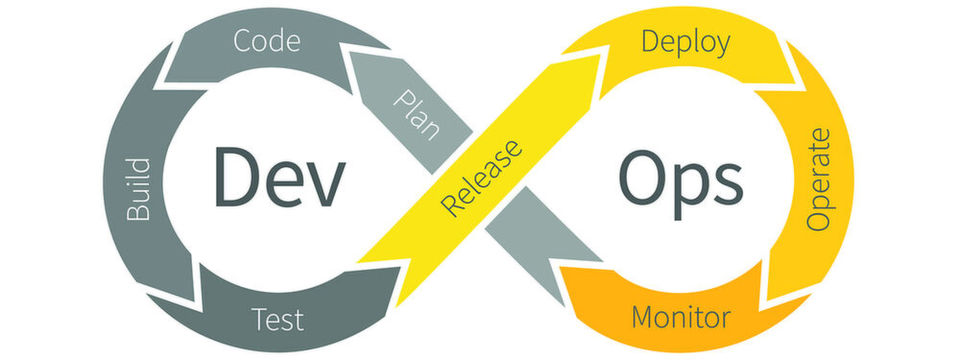 Dev
Ops
Plan
Code
Build
Test
Release
Deploy
Operate
Monitor